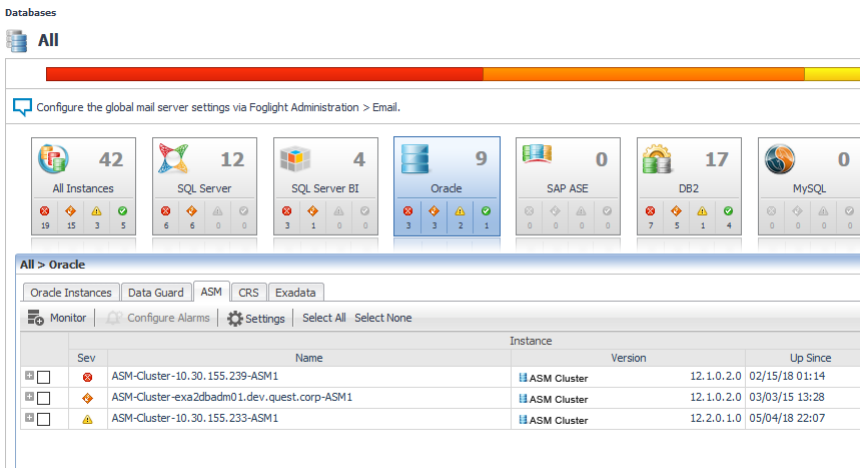 Databases
All
Configure the global mail server settings via Foglight Administration > Email.
42 12 4 9 0 17 0
All Instances SQL Server SQL Server BI Oracle SAP ASE DB2 MySQL
19 15 3 5 6 6 0 0 3 1 0 0 3 3 2 1 0 0 0 0 7 5 1 4 0 0 0 0
All > Oracle
Oracle Instances Data Guard ASM CRS Exadata
Monitor Configure Alarms Settings Select All Select None
Instance
Sev Name Version Up Since
ASM-Cluster-10.30.155.239-ASM1 ASM Cluster 12.1.0.2.0 02/15/18 01:14
ASM-Cluster-exa2dbadm01.dev.quest.corp-ASM1 ASM Cluster 12.1.0.2.0 03/03/15 13:28
ASM-Cluster-10.30.155.233-ASM1 ASM Cluster 12.2.0.1.0 05/04/18 22:07